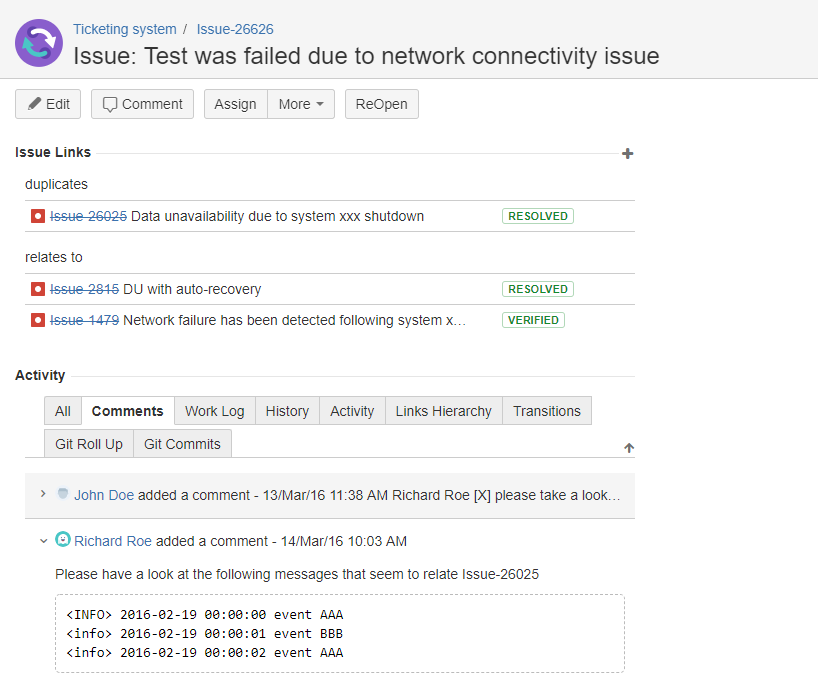 Ticketing system / Issue-26626
Issue: Test was failed due to network connectivity issue
Edit Comment Assign More ReOpen
Issue Links
duplicates
Issue-26025 Data unavailability due to system xxx shutdown RESOLVED
relates to
Issue-2815 DU with auto-recovery RESOLVED
Issue-1479 Network failure has been detected following system x… VERIFIED
Activity
All Comments Work Log History Activity Links Hierarchy Transitions
Git Roll Up Git Commits
John Doe added a comment - 13/Mar/16 11:38 AM Richard Roe [X] please take a look…
Richard Roe added a comment - 14/Mar/16 10:03 AM
Please have a look at the following messages that seem to relate Issue-26025
<INFO> 2016-02-19 00:00:00 event AAA
<info> 2016-02-19 00:00:01 event BBB
<info> 2016-02-19 00:00:02 event AAA